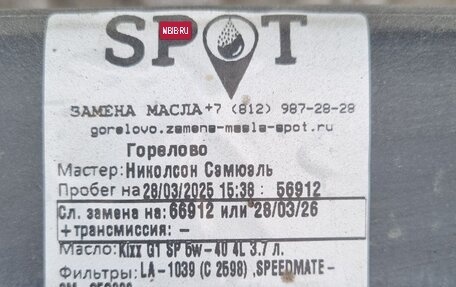 SPOT
WBIB.RU
ЗАМЕНА МАСЛА+7 (812) 987-28-28
gorelovo.zamena-masla-spot.ru
Горелово
Мастер: Николсон Самюэль
Пробег на 28/03/2025 15:38 : 56912
Сл. замена на: 66912 или 28/03/26
+трансмиссия: -
Масло: Kixx G1 SP 5w-40 4L 3.7 л.
Фильтры: LA-1039 (C 2598) ,SPEEDMATE-